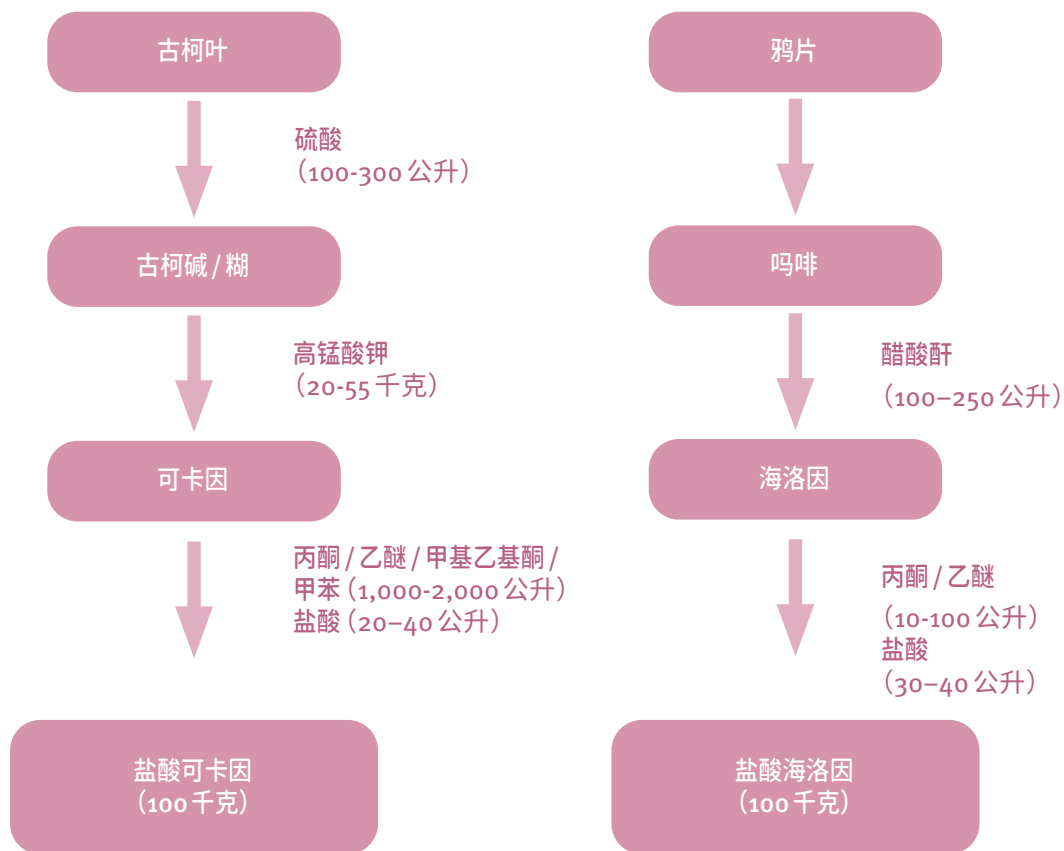 古柯叶
硫酸
（100-300 公升）
古柯碱 / 糊
高锰酸钾
（20-55 千克）
可卡因
丙酮 / 乙醚 / 甲基乙基酮 /
甲苯（1,000-2,000 公升）
盐酸（20–40 公升）
盐酸可卡因
（100 千克）
鸦片
吗啡
醋酸酐
（100–250 公升）
海洛因
丙酮 / 乙醚
（10-100 公升）
盐酸
（30–40 公升）
盐酸海洛因
（100 千克）